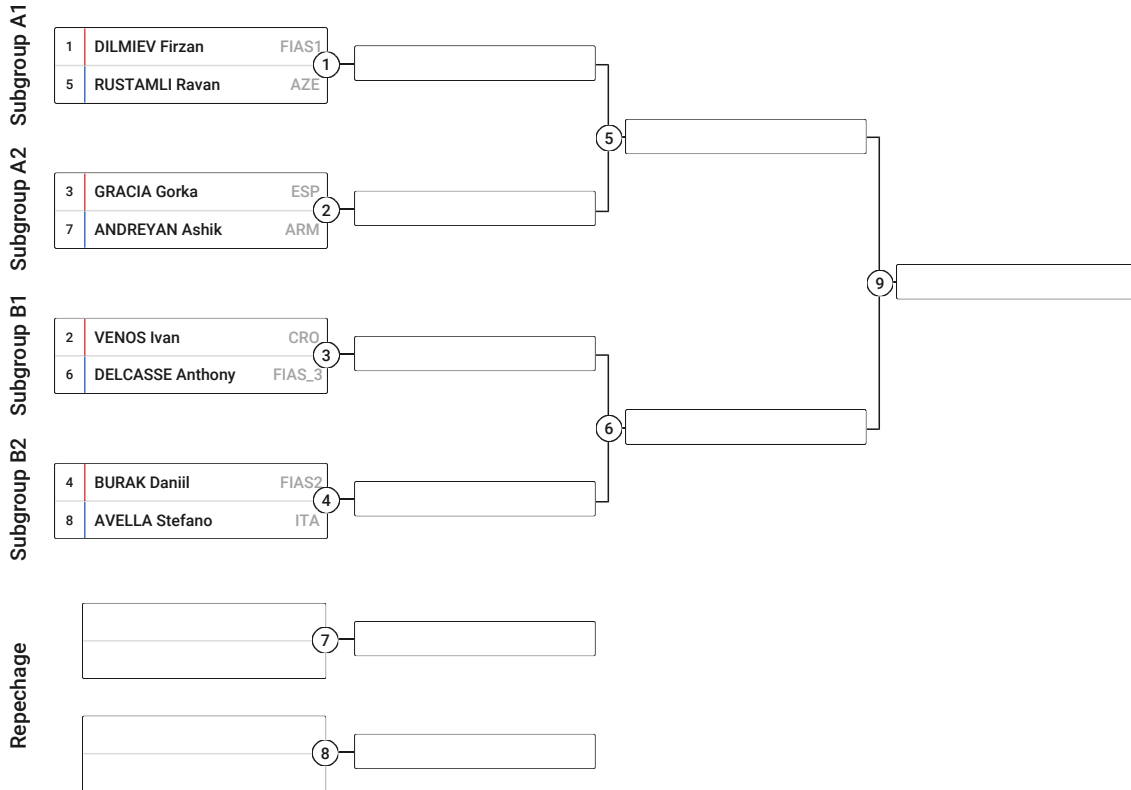 Subgroup A1
1 DILMIEV Firzan FIAS1
5 RUSTAMLI Ravan AZE
1
5
Subgroup A2
3 GRACIA Gorka ESP
7 ANDREYAN Ashik ARM
2
9
Subgroup B1
2 VENOS Ivan CRO
6 DELCASSE Anthony FIAS_3
3
6
Subgroup B2
4 BURAK Daniil FIAS2
8 AVELLA Stefano ITA
4
Repechage
7
8